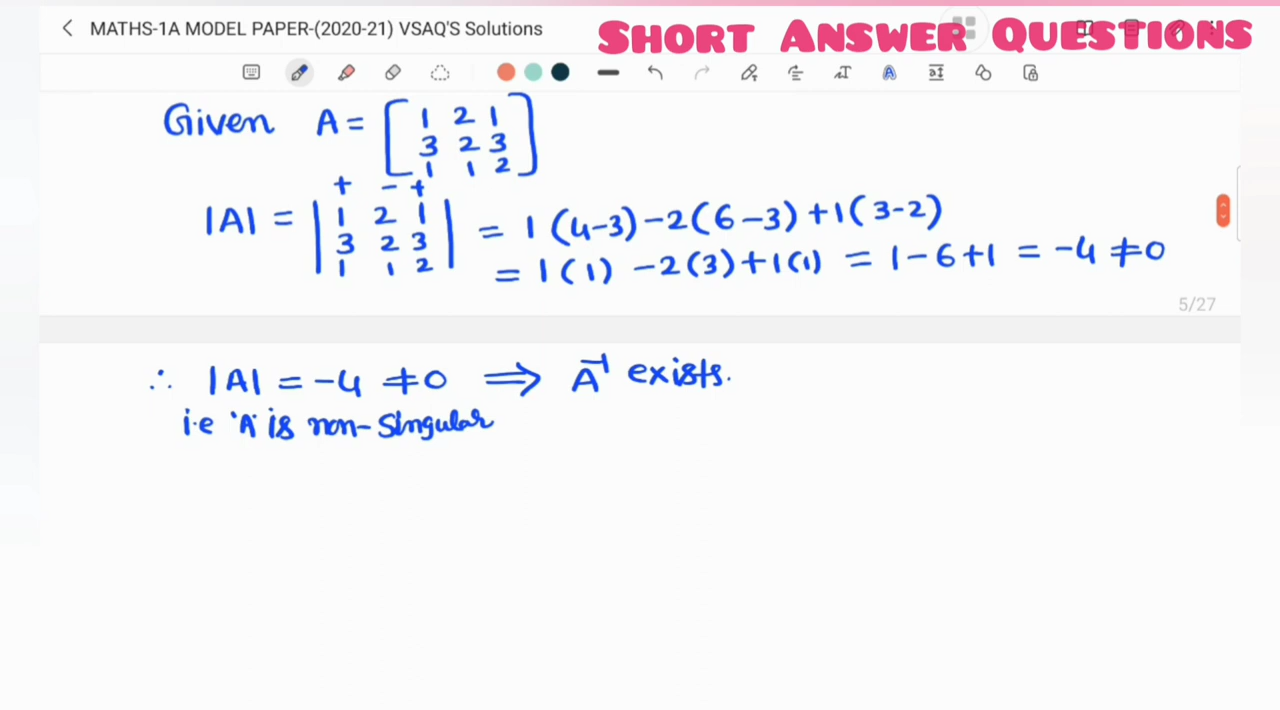 MATHS-1A MODEL PAPER-(2020-21) VSAQ'S Solutions
SHORT ANSWER QUESTIONS
Given A = [1 2 1
3 2 3
1 1 2]
+ - +
|A| = |1 2 1
3 2 3
1 1 2| = 1(4-3)-2(6-3)+1(3-2)
= 1(1) -2(3)+1(1) = 1-6+1 = -4 ≠0
5/27
∴ |A| = -4 ≠0 ⟹ A⁻¹ exists.
i.e 'A' is non-Singular